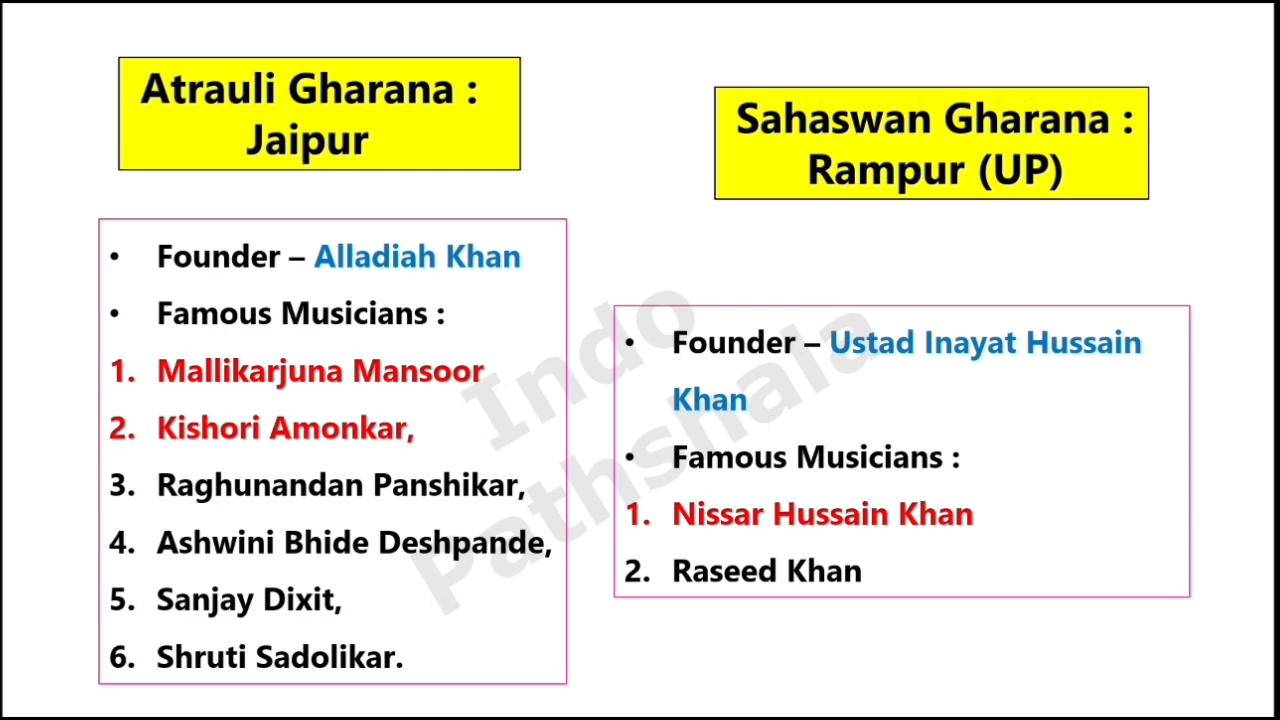 Atrauli Gharana :
Jaipur
• Founder – Alladiah Khan
• Famous Musicians :
1. Mallikarjuna Mansoor
2. Kishori Amonkar,
3. Raghunandan Panshikar,
4. Ashwini Bhide Deshpande,
5. Sanjay Dixit,
6. Shruti Sadolikar.
Sahaswan Gharana :
Rampur (UP)
• Founder – Ustad Inayat Hussain
Khan
• Famous Musicians :
1. Nissar Hussain Khan
2. Raseed Khan
Indo
Pathshala